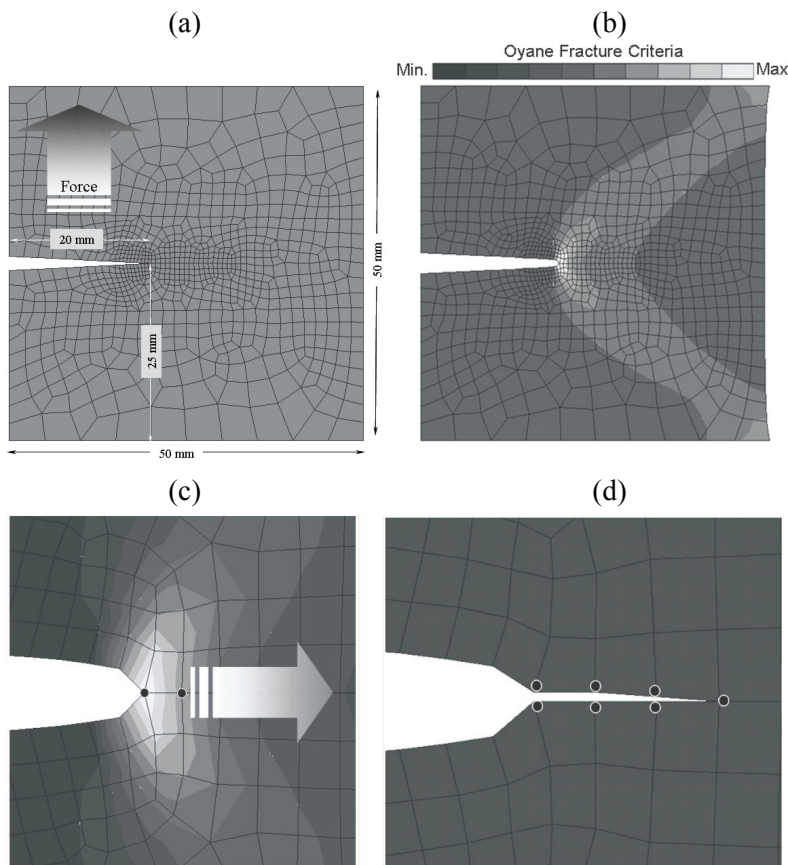 (a)
(b)
Oyane Fracture Criteria
Min.
Max
Force
20 mm
25 mm
50 mm
50 mm
(c)
(d)